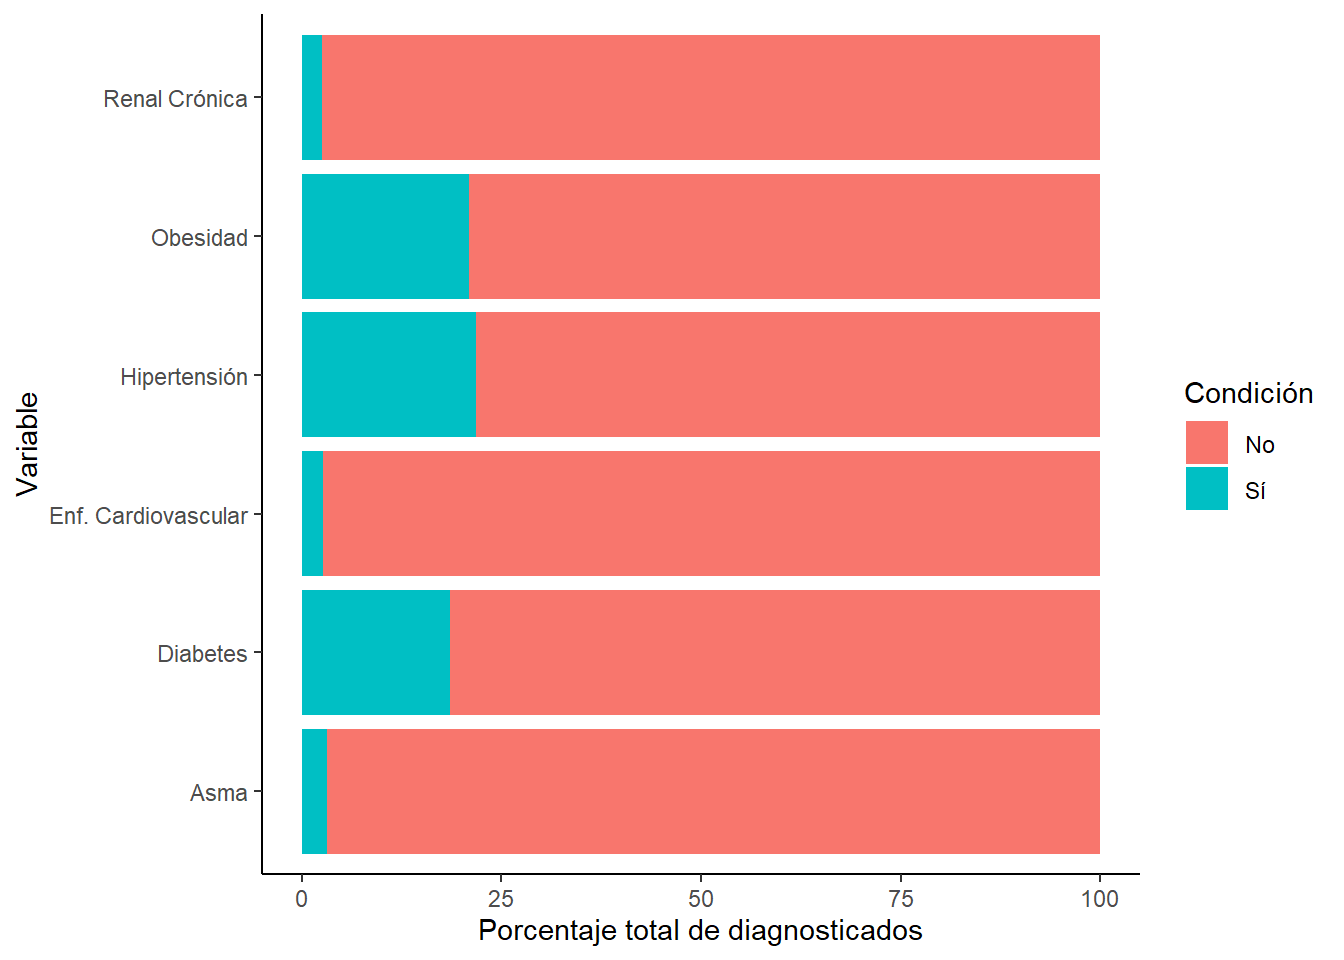 Renal Crónica
Obesidad
Hipertensión
Enf. Cardiovascular
Diabetes
Asma
Variable
0 25 50 75 100
Porcentaje total de diagnosticados
Condición
No
Sí